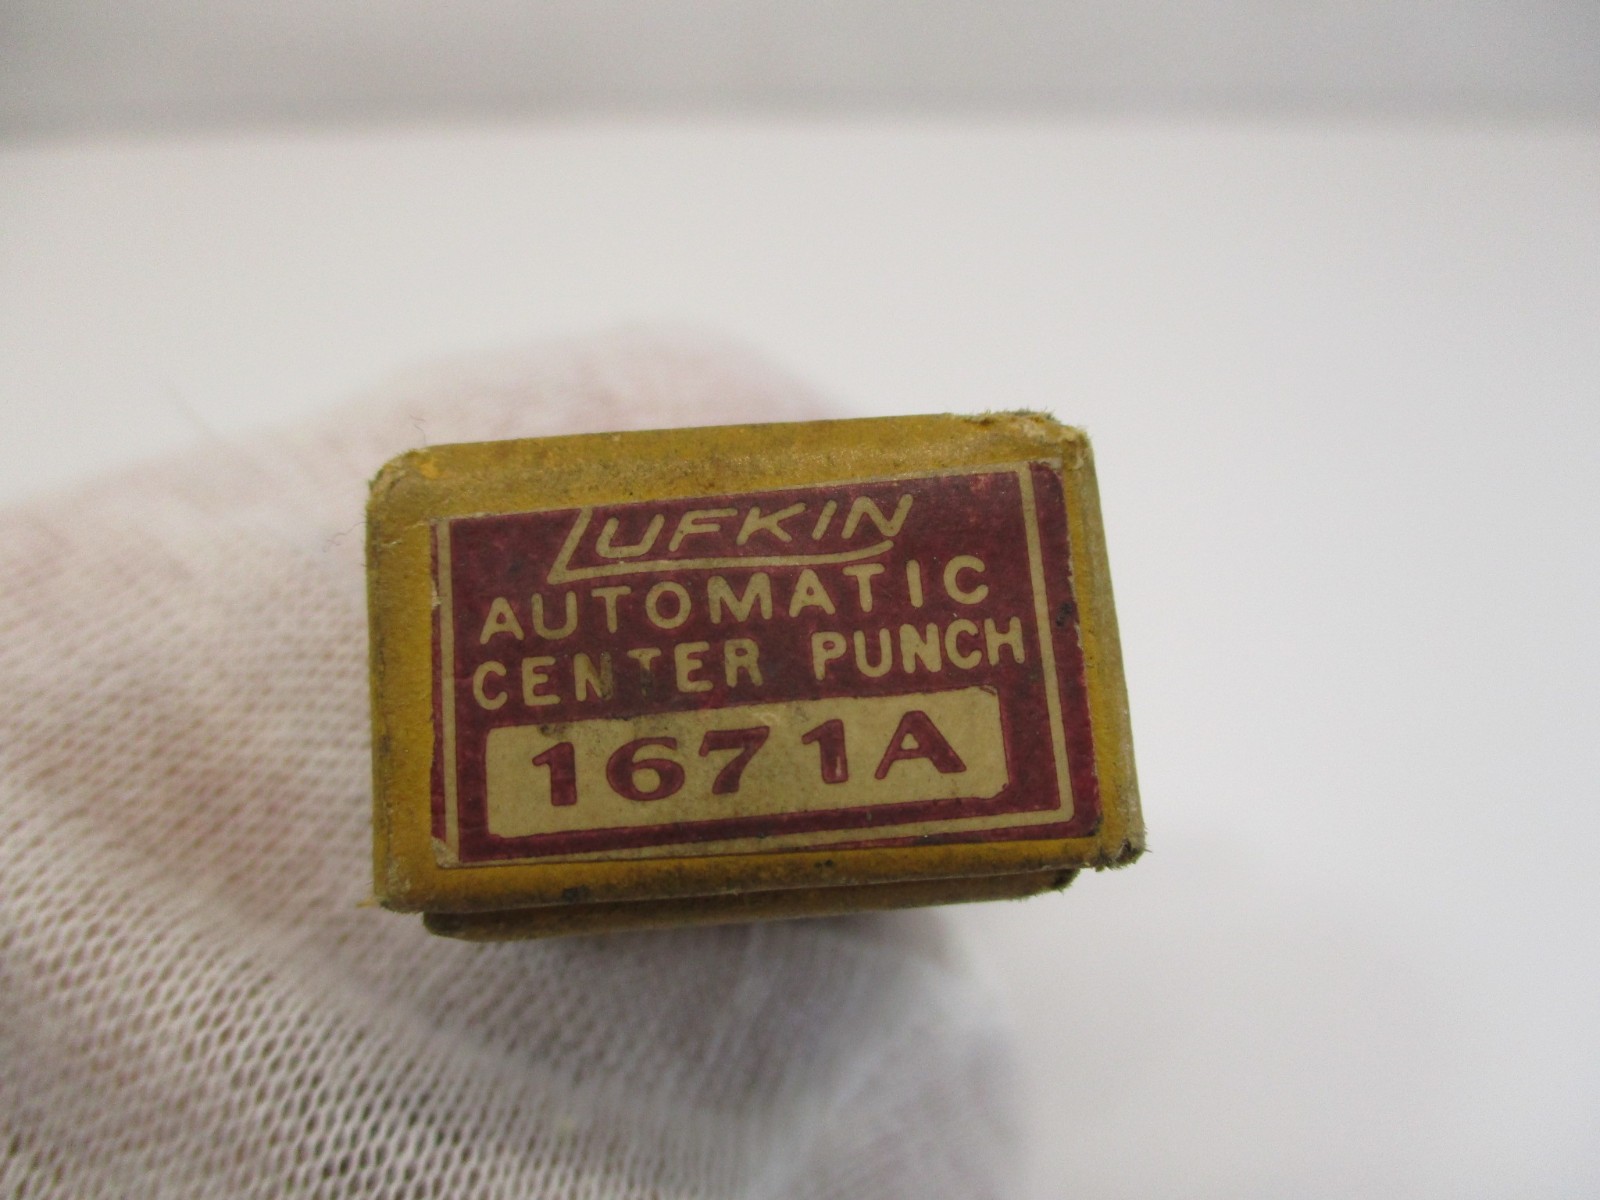 LUFKIN
AUTOMATIC
CENTER PUNCH
1671A